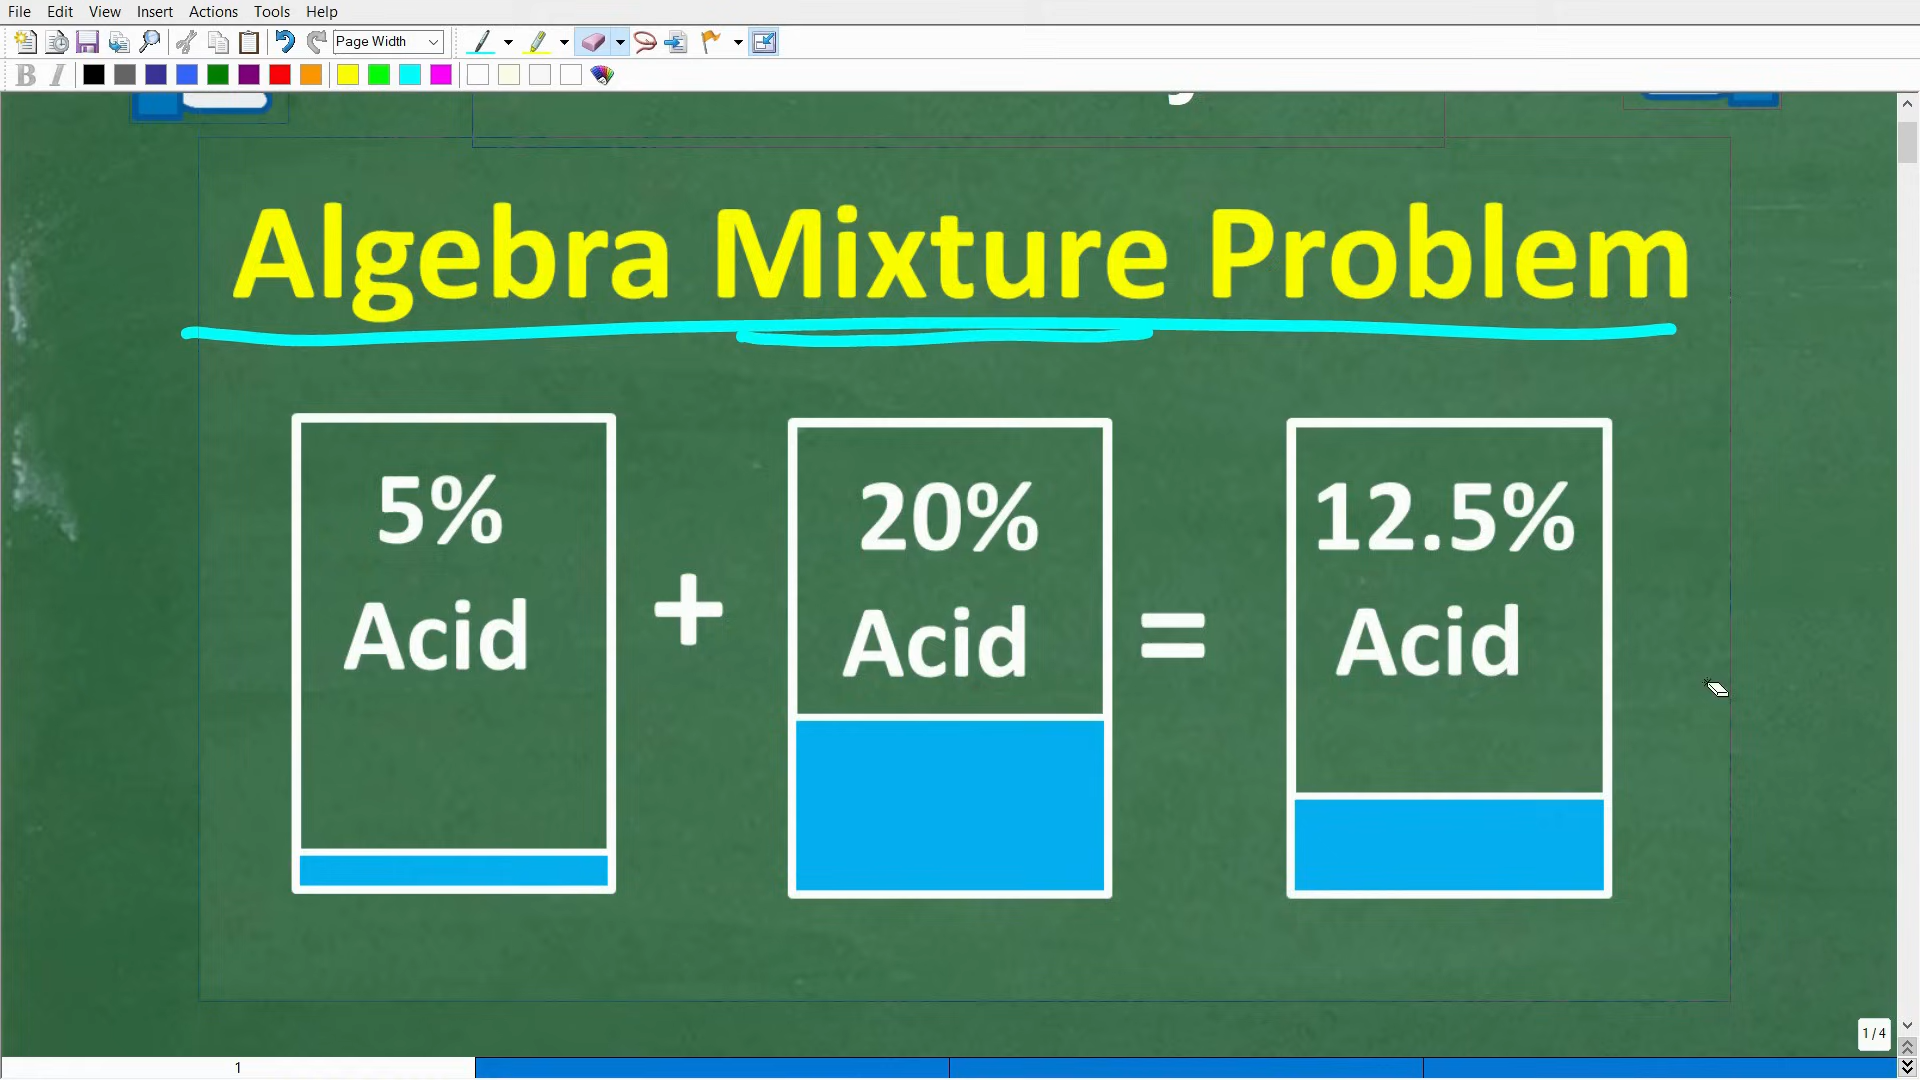 File Edit View Insert Actions Tools Help
Page Width
B I
Algebra Mixture Problem
5%
Acid
+
20%
Acid
=
12.5%
Acid
1 / 4
1